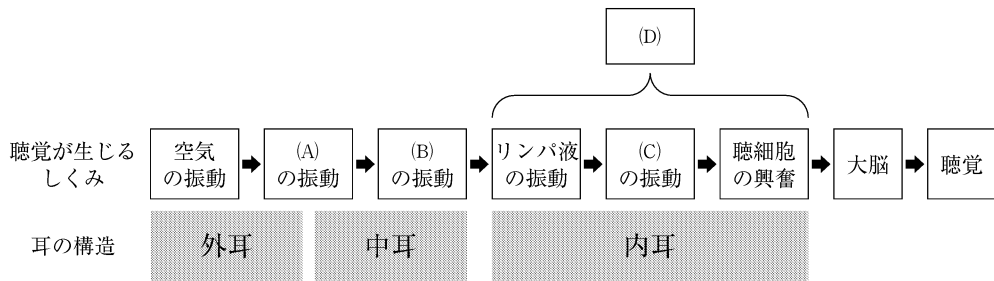 (D)
聴覚が生じる
しくみ
空気
の振動
(A)
の振動
(B)
の振動
リンパ液
の振動
(C)
の振動
聴細胞
の興奮
大脳
聴覚
耳の構造
外耳
中耳
内耳